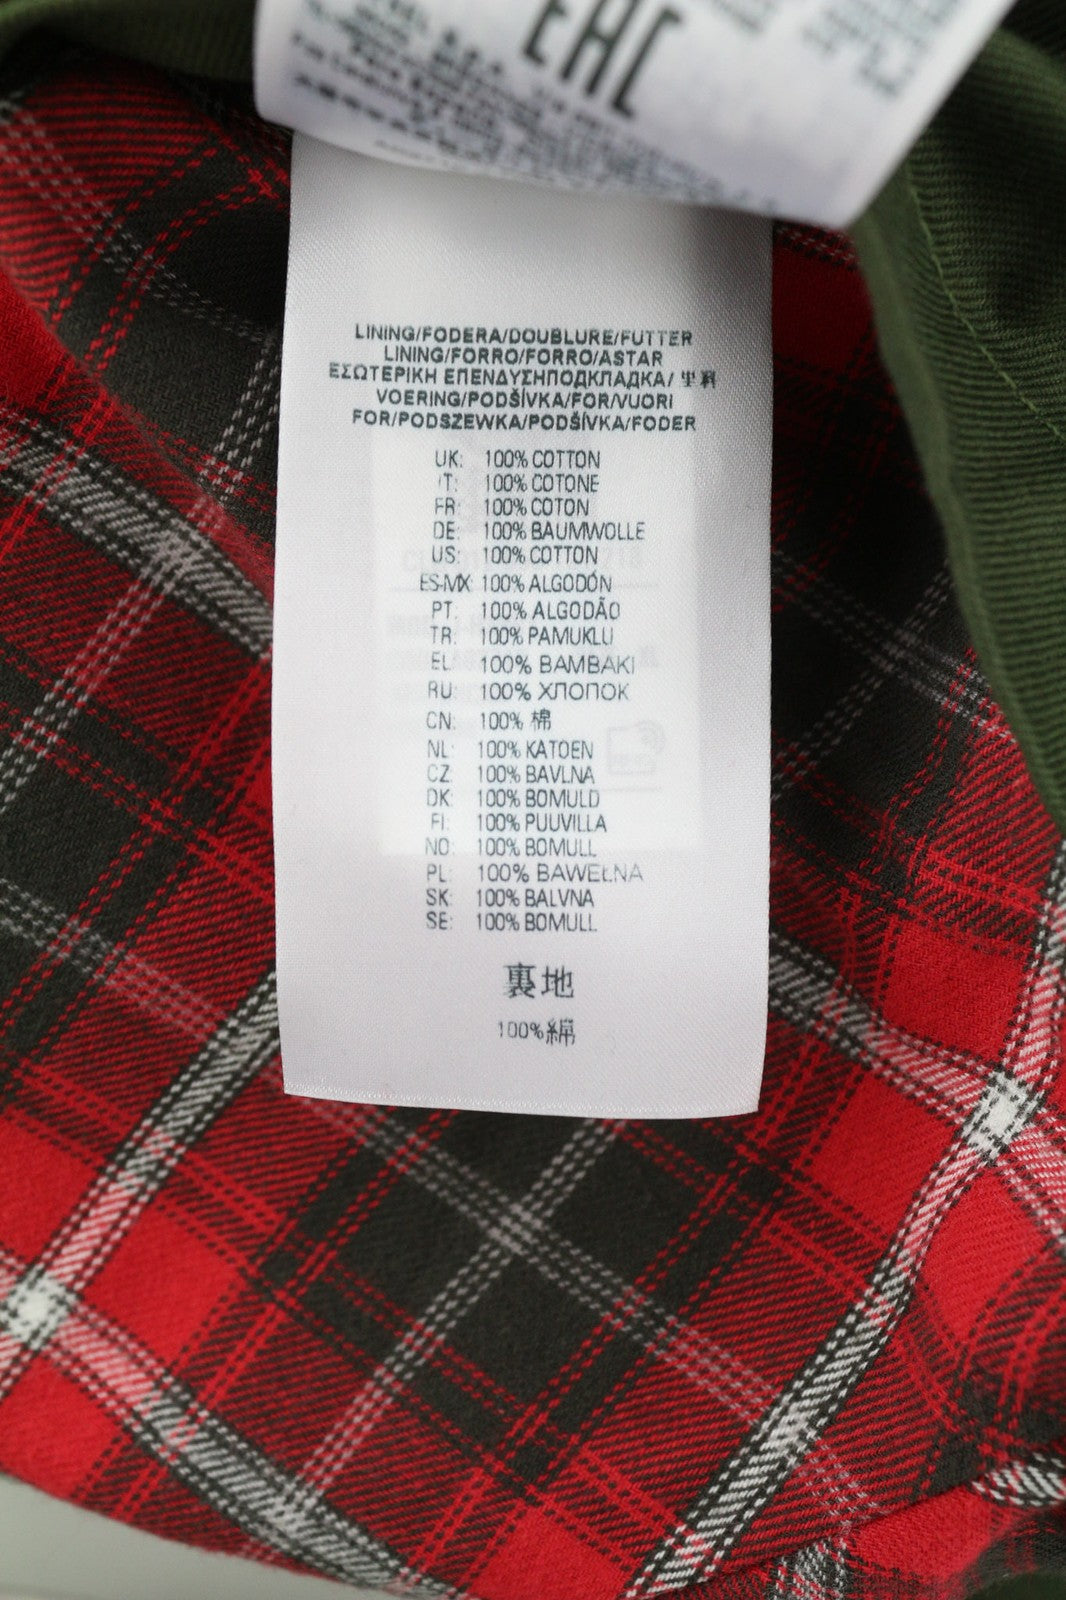 EAC
LINING/FODERA/DOUBLURE/FUTTER
LINING/FORRO/FORRO/ASTAR
ΕΣΩΤΕΡΙΚΗ ΕΠΕΝΔΥΣΗПОДКЛАДКА/ 里料
VOERING/PODŠÍVKA/FOR/VUORI
FOR/PODSZEWKA/PODŠÍVKA/FODER
UK: 100% COTTON
IT: 100% COTONE
FR: 100% COTON
DE: 100% BAUMWOLLE
US: 100% COTTON
ES-MX 100% ALGODÓN
PT: 100% ALGODÃO
TR: 100% PAMUKLU
EL: 100% ΒΑΜΒΑΚΙ
RU: 100% ХЛОПОК
CN: 100% 棉
NL: 100% KATOEN
CZ: 100% BAVLNA
DK: 100% BOMULD
FI: 100% PUUVILLA
NO: 100% BOMULL
PL: 100% BAWEŁNA
SK: 100% BALVNA
SE: 100% BOMULL
裏地
100%綿